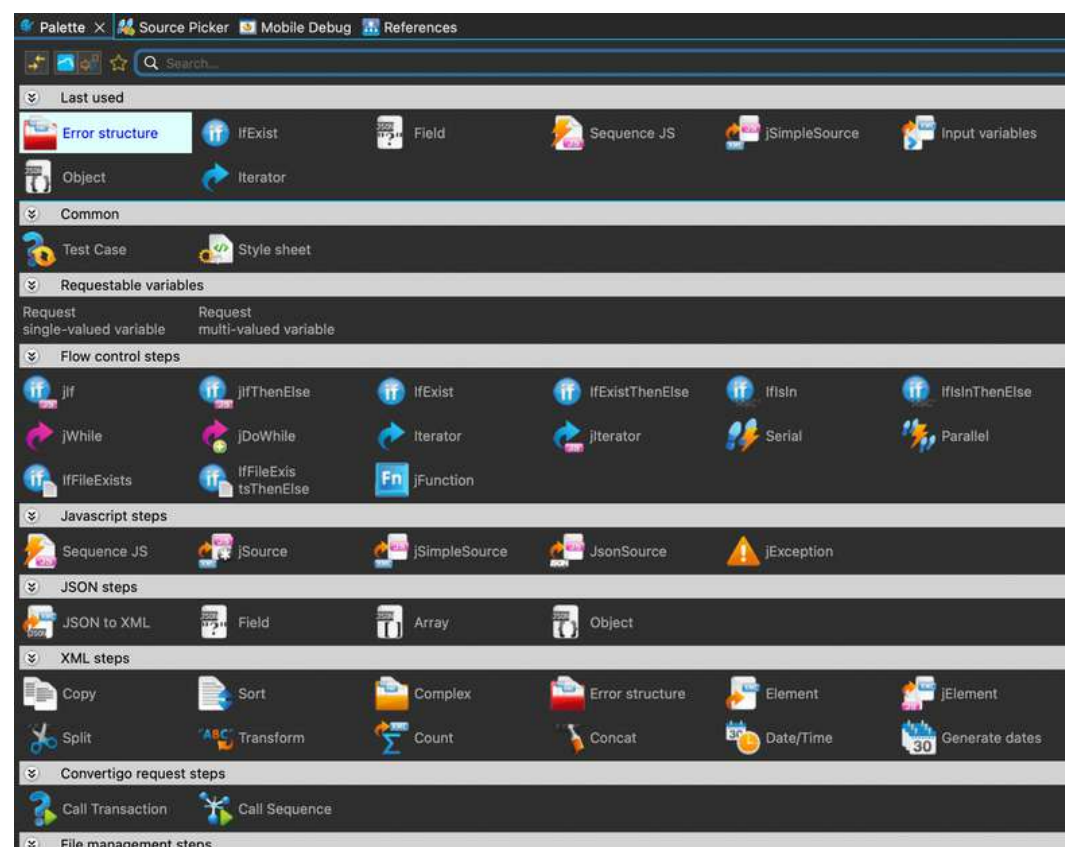 Palette Source Picker Mobile Debug References
Search...
Last used
Error structure IfExist Field Sequence JS jSimpleSource Input variables
Object Iterator
Common
Test Case Style sheet
Requestable variables
Request Request
single-valued variable multi-valued variable
Flow control steps
jIf jIfThenElse IfExist IfExistThenElse IfIsIn IfIsInThenElse
jWhile jDoWhile Iterator jIterator Serial Parallel
IfFileExists IfFileExis
tsThenElse Fn jFunction
Javascript steps
Sequence JS jSource jSimpleSource JsonSource jException
JSON steps
JSON to XML Field Array Object
XML steps
Copy Sort Complex Error structure Element jElement
Split Transform Count Concat Date/Time Generate dates
Convertigo request steps
Call Transaction Call Sequence
File management steps